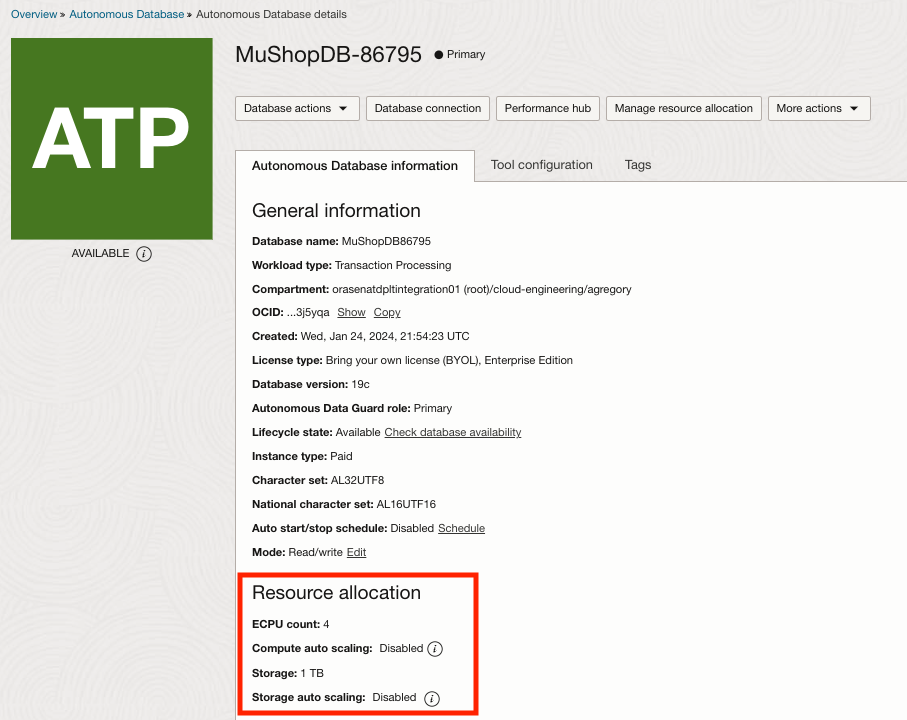 Overview » Autonomous Database » Autonomous Database details
ATP
AVAILABLE i
MuShopDB-86795 ● Primary
Database actions
Database connection
Performance hub
Manage resource allocation
More actions
Autonomous Database information
Tool configuration
Tags
General information
Database name: MuShopDB86795
Workload type: Transaction Processing
Compartment: orasenatdpltintegration01 (root)/cloud-engineering/agregory
OCID: ...3j5yqa Show Copy
Created: Wed, Jan 24, 2024, 21:54:23 UTC
License type: Bring your own license (BYOL), Enterprise Edition
Database version: 19c
Autonomous Data Guard role: Primary
Lifecycle state: Available Check database availability
Instance type: Paid
Character set: AL32UTF8
National character set: AL16UTF16
Auto start/stop schedule: Disabled Schedule
Mode: Read/write Edit
Resource allocation
ECPU count: 4
Compute auto scaling: Disabled i
Storage: 1 TB
Storage auto scaling: Disabled i